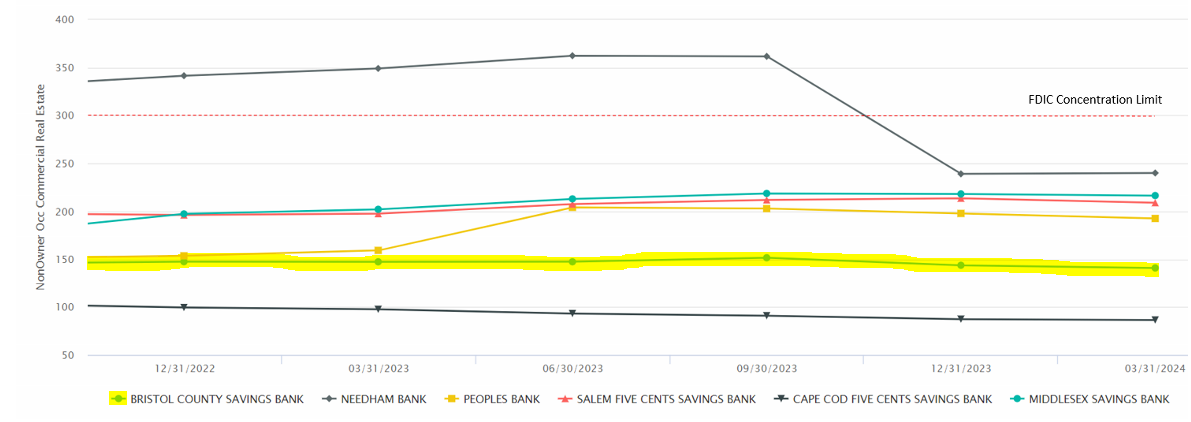 400
350
FDIC Concentration Limit
300
250
200
150
100
50
NonOwner Occ Commercial Real Estate
12/31/2022 03/31/2023 06/30/2023 09/30/2023 12/31/2023 03/31/2024
BRISTOL COUNTY SAVINGS BANK NEEDHAM BANK PEOPLES BANK SALEM FIVE CENTS SAVINGS BANK CAPE COD FIVE CENTS SAVINGS BANK MIDDLESEX SAVINGS BANK